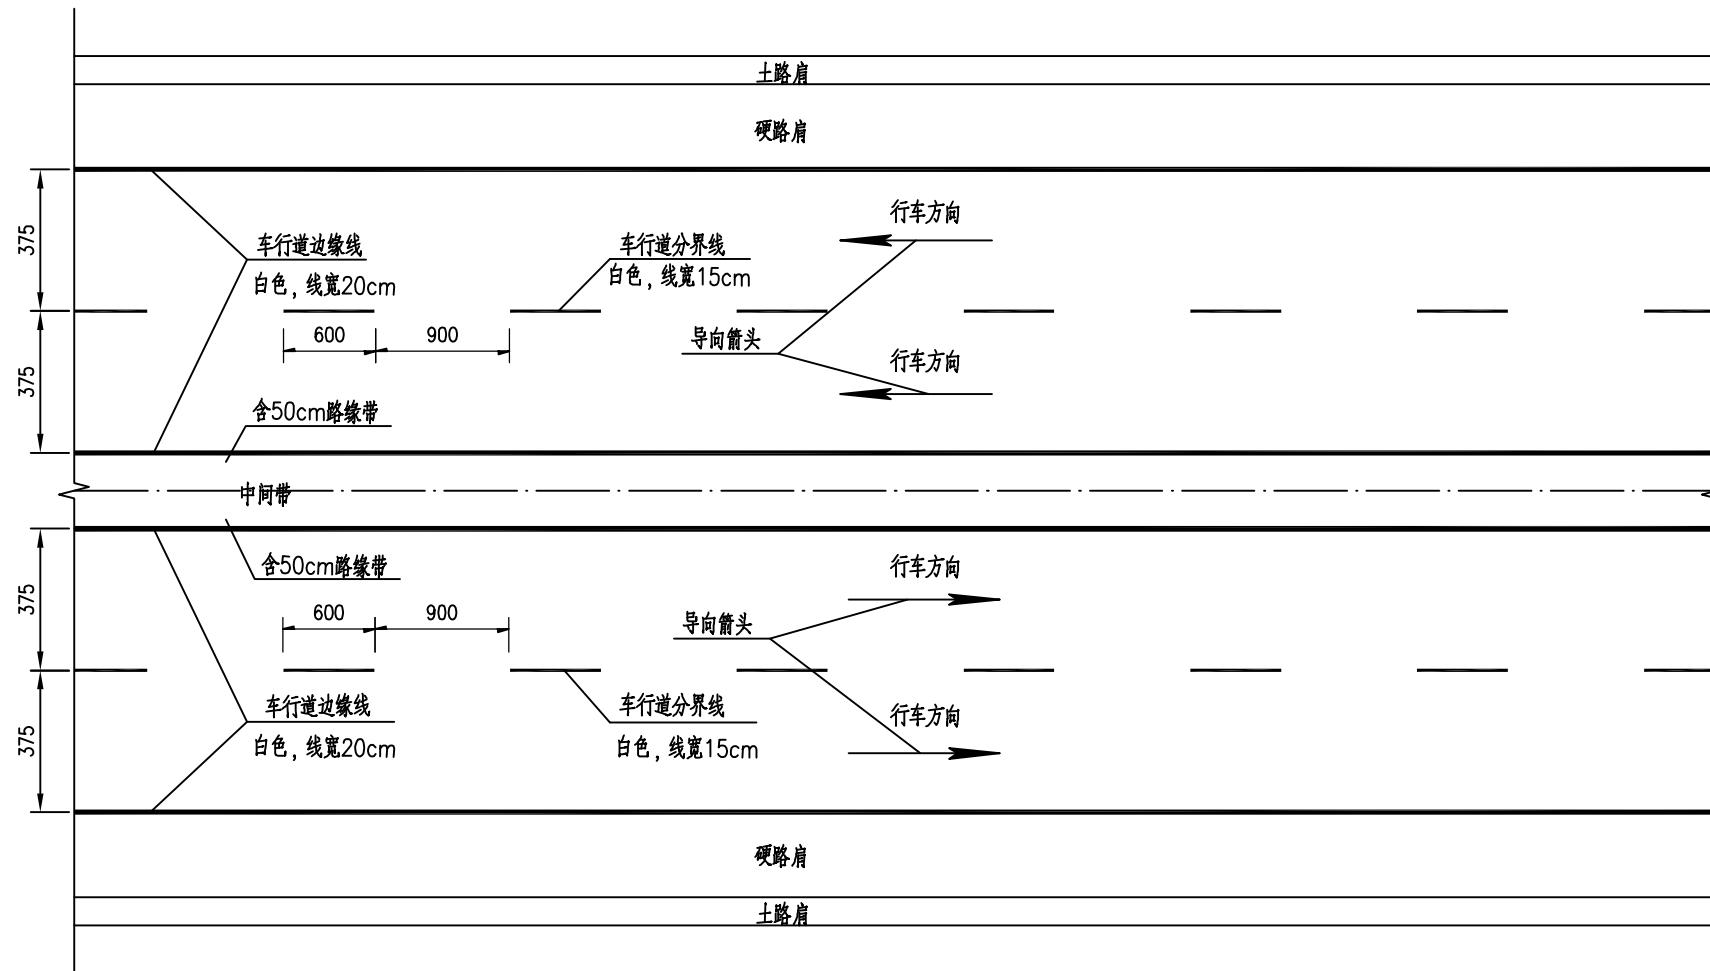 土路肩
硬路肩
行车方向
375
车行道边缘线
白色，线宽20cm
车行道分界线
白色，线宽15cm
600
900
导向箭头
行车方向
375
含50cm路缘带
中间带
含50cm路缘带
行车方向
375
600
900
导向箭头
车行道边缘线
白色，线宽20cm
车行道分界线
白色，线宽15cm
行车方向
375
硬路肩
土路肩